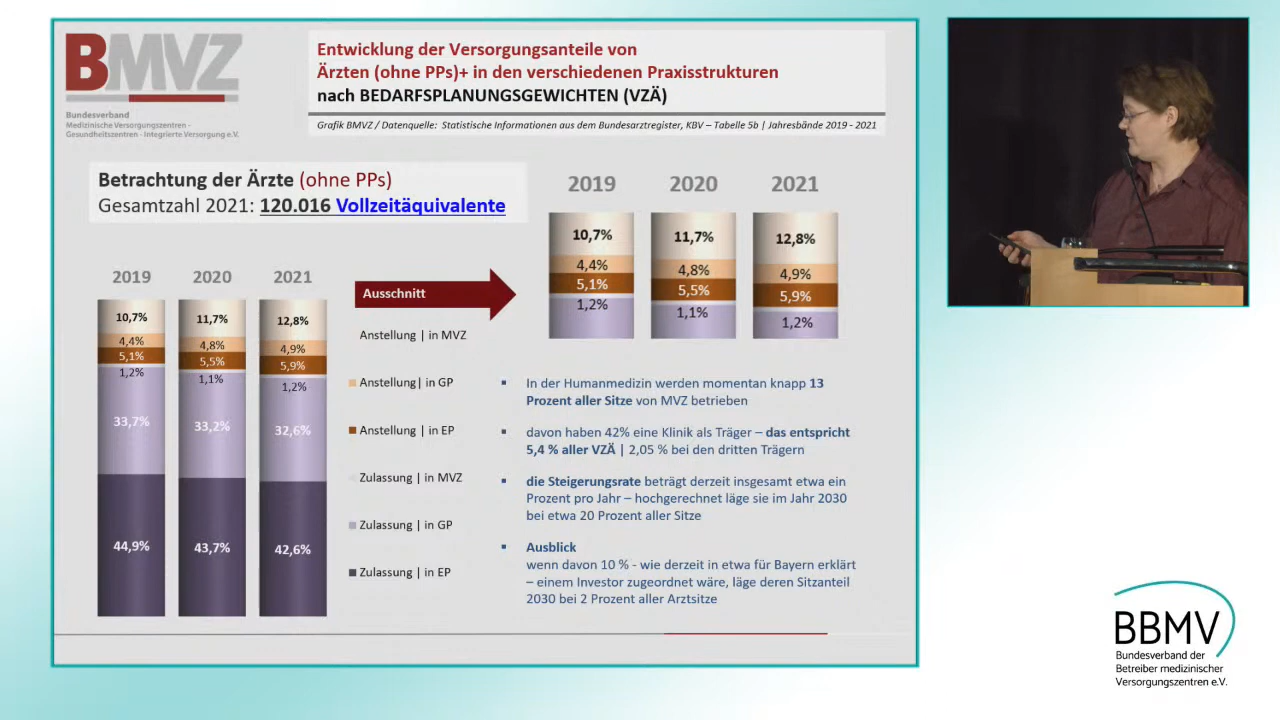 BMVZ
Bundesverband
Medizinische Versorgungszentren -
Gesundheitszentren - Integrierte Versorgung e.V.
Entwicklung der Versorgungsanteile von
Ärzten (ohne PPs)+ in den verschiedenen Praxisstrukturen
nach BEDARFSPLANUNGSGEWICHTEN (VZÄ)
Grafik BMVZ / Datenquelle: Statistische Informationen aus dem Bundesarztregister, KBV – Tabelle 5b | Jahresbände 2019 - 2021
Betrachtung der Ärzte (ohne PPs)
Gesamtzahl 2021: 120.016 Vollzeitäquivalente
2019 2020 2021
10,7% 11,7% 12,8%
4,4% 4,8% 4,9%
5,1% 5,5% 5,9%
1,2% 1,1% 1,2%
33,7% 33,2% 32,6%
44,9% 43,7% 42,6%
Ausschnitt
Anstellung | in MVZ
Anstellung | in GP
Anstellung | in EP
Zulassung | in MVZ
Zulassung | in GP
Zulassung | in EP
2019 2020 2021
10,7% 11,7% 12,8%
4,4% 4,8% 4,9%
5,1% 5,5% 5,9%
1,2% 1,1% 1,2%
▪ In der Humanmedizin werden momentan knapp 13
Prozent aller Sitze von MVZ betrieben
▪ davon haben 42% eine Klinik als Träger – das entspricht
5,4 % aller VZÄ | 2,05 % bei den dritten Trägern
▪ die Steigerungsrate beträgt derzeit insgesamt etwa ein
Prozent pro Jahr – hochgerechnet läge sie im Jahr 2030
bei etwa 20 Prozent aller Sitze
▪ Ausblick
wenn davon 10 % - wie derzeit in etwa für Bayern erklärt
– einem Investor zugeordnet wäre, läge deren Sitzanteil
2030 bei 2 Prozent aller Arztsitze
BBMV
Bundesverband der
Betreiber medizinischer
Versorgungszentren e.V.